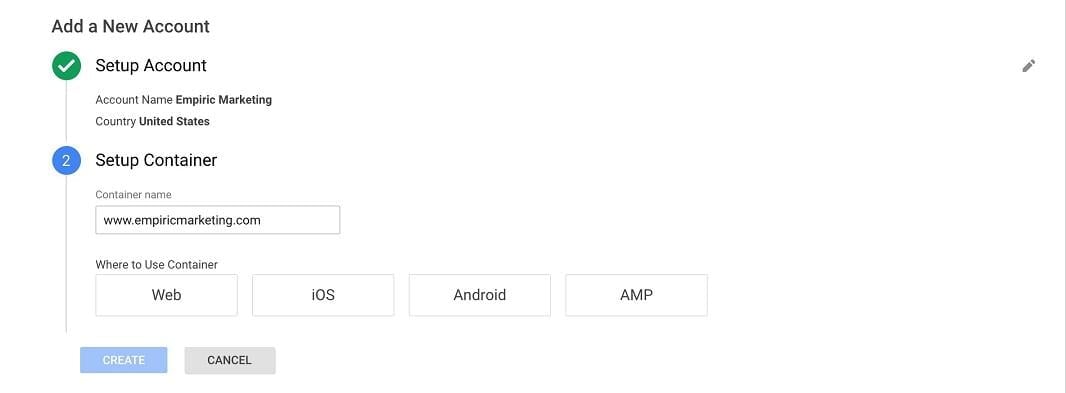 Add a New Account
Setup Account
Account Name Empiric Marketing
Country United States
2 Setup Container
Container name
www.empiricmarketing.com
Where to Use Container
Web iOS Android AMP
CREATE CANCEL